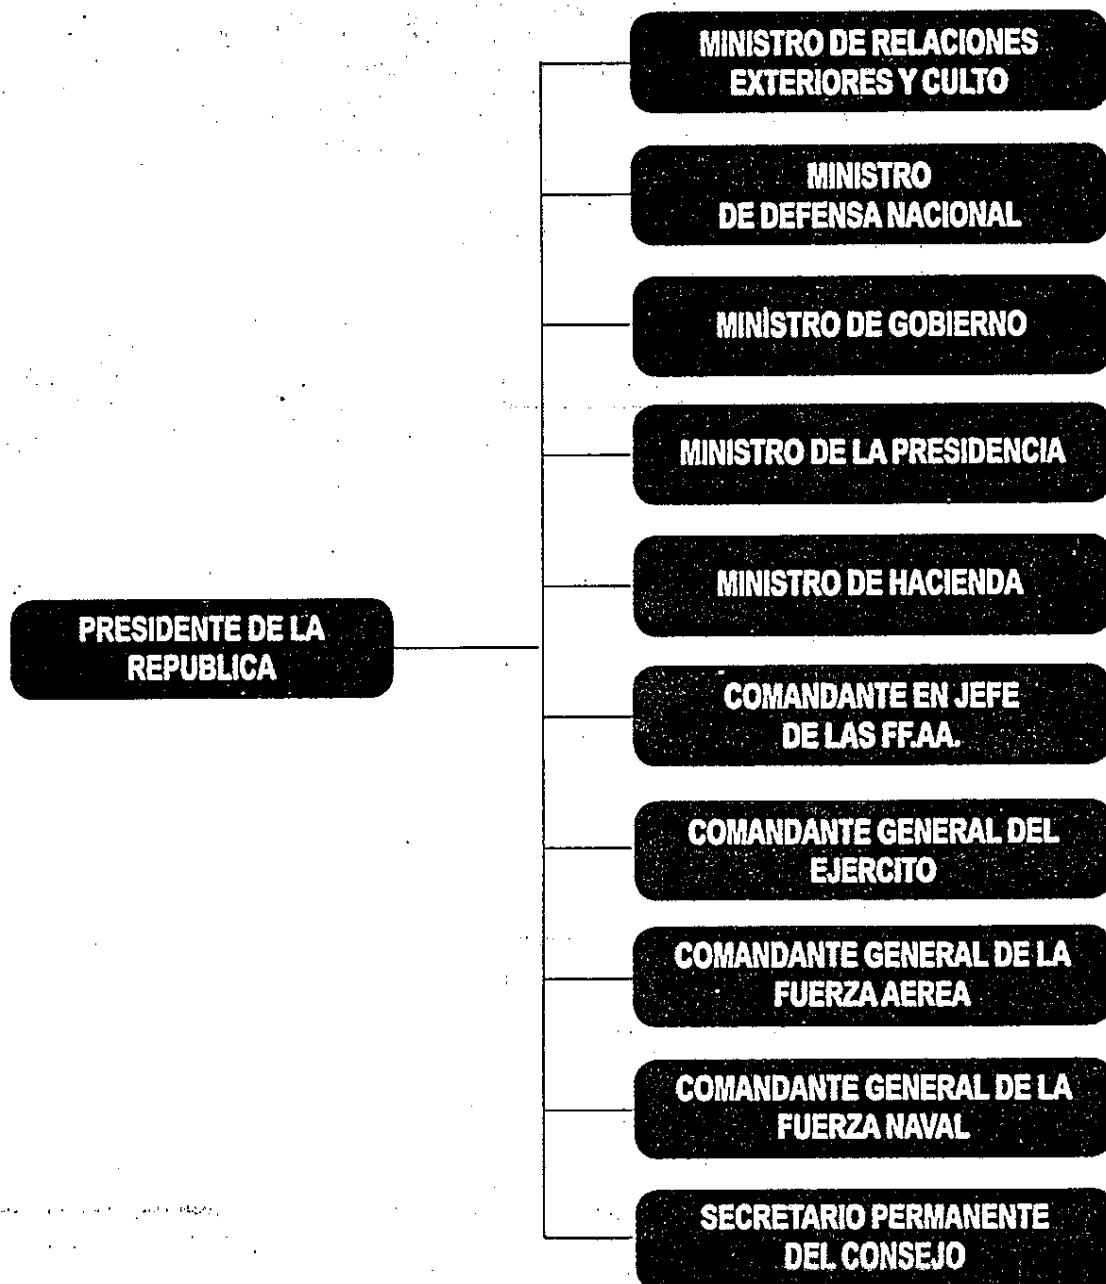 MINISTRO DE RELACIONES
EXTERIORES Y CULTO
MINISTRO
DE DEFENSA NACIONAL
MINISTRO DE GOBIERNO
MINISTRO DE LA PRESIDENCIA
MINISTRO DE HACIENDA
PRESIDENTE DE LA
REPUBLICA
COMANDANTE EN JEFE
DE LAS FF.AA.
COMANDANTE GENERAL DEL
EJERCITO
COMANDANTE GENERAL DE LA
FUERZA AEREA
COMANDANTE GENERAL DE LA
FUERZA NAVAL
SECRETARIO PERMANENTE
DEL CONSEJO